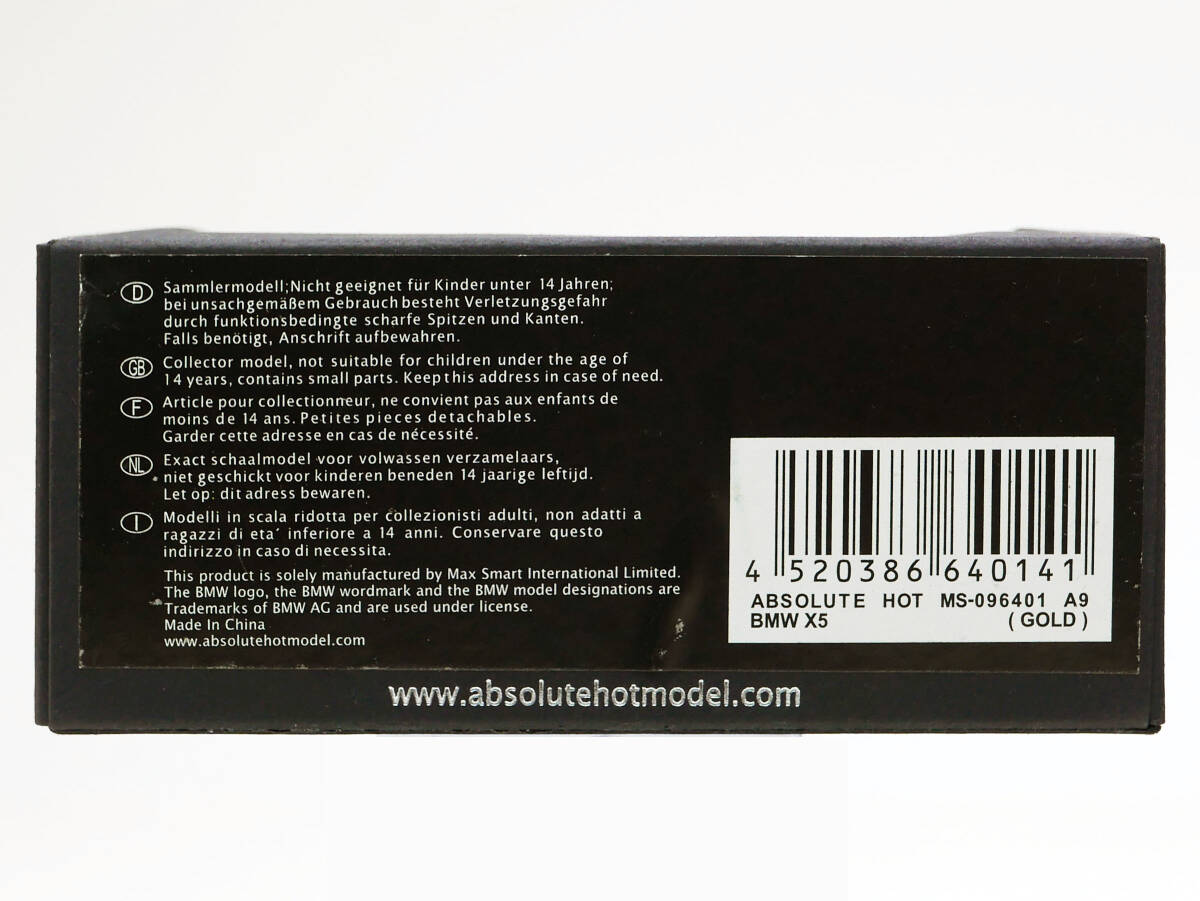 D Sammlermodell;Nicht geeignet für Kinder unter 14 Jahren;
bei unsachgemäßem Gebrauch besteht Verletzungsgefahr
durch funktionsbedingte scharfe Spitzen und Kanten.
Falls benötigt, Anschrift aufbewahren.
GB Collector model, not suitable for children under the age of
14 years, contains small parts. Keep this address in case of need.
F Article pour collectionneur, ne convient pas aux enfants de
moins de 14 ans. Petites pieces detachables.
Garder cette adresse en cas de nécessité.
NL Exact schaalmodel voor volwassen verzamelaars,
niet geschickt voor kinderen beneden 14 jaarige leftijd.
Let op: dit adress bewaren.
I Modelli in scala ridotta per collezionisti adulti, non adatti a
ragazzi di eta´ inferiore a 14 anni. Conservare questo
indirizzo in caso di necessita.
This product is solely manufactured by Max Smart International Limited.
The BMW logo, the BMW wordmark and the BMW model designations are
Trademarks of BMW AG and are used under license.
Made In China
www.absolutehotmodel.com
4 520386 640141
ABSOLUTE HOT MS-096401 A9
BMW X5 (GOLD)
www.absolutehotmodel.com